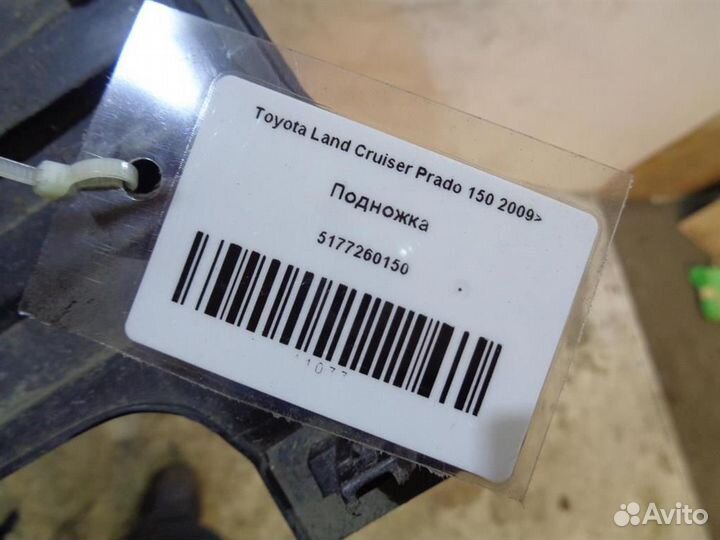 Toyota Land Cruiser Prado 150 2009>
Подножка
5177260150
Avito